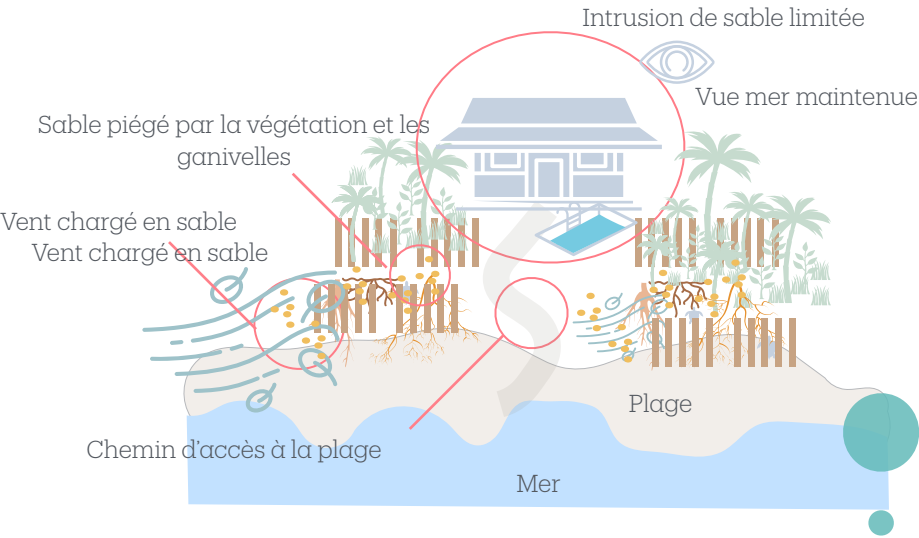 Intrusion de sable limitée
Vue mer maintenue
Sable piégé par la végétation et les
ganivelles
Vent chargé en sable
Vent chargé en sable
Plage
Chemin d'accès à la plage
Mer